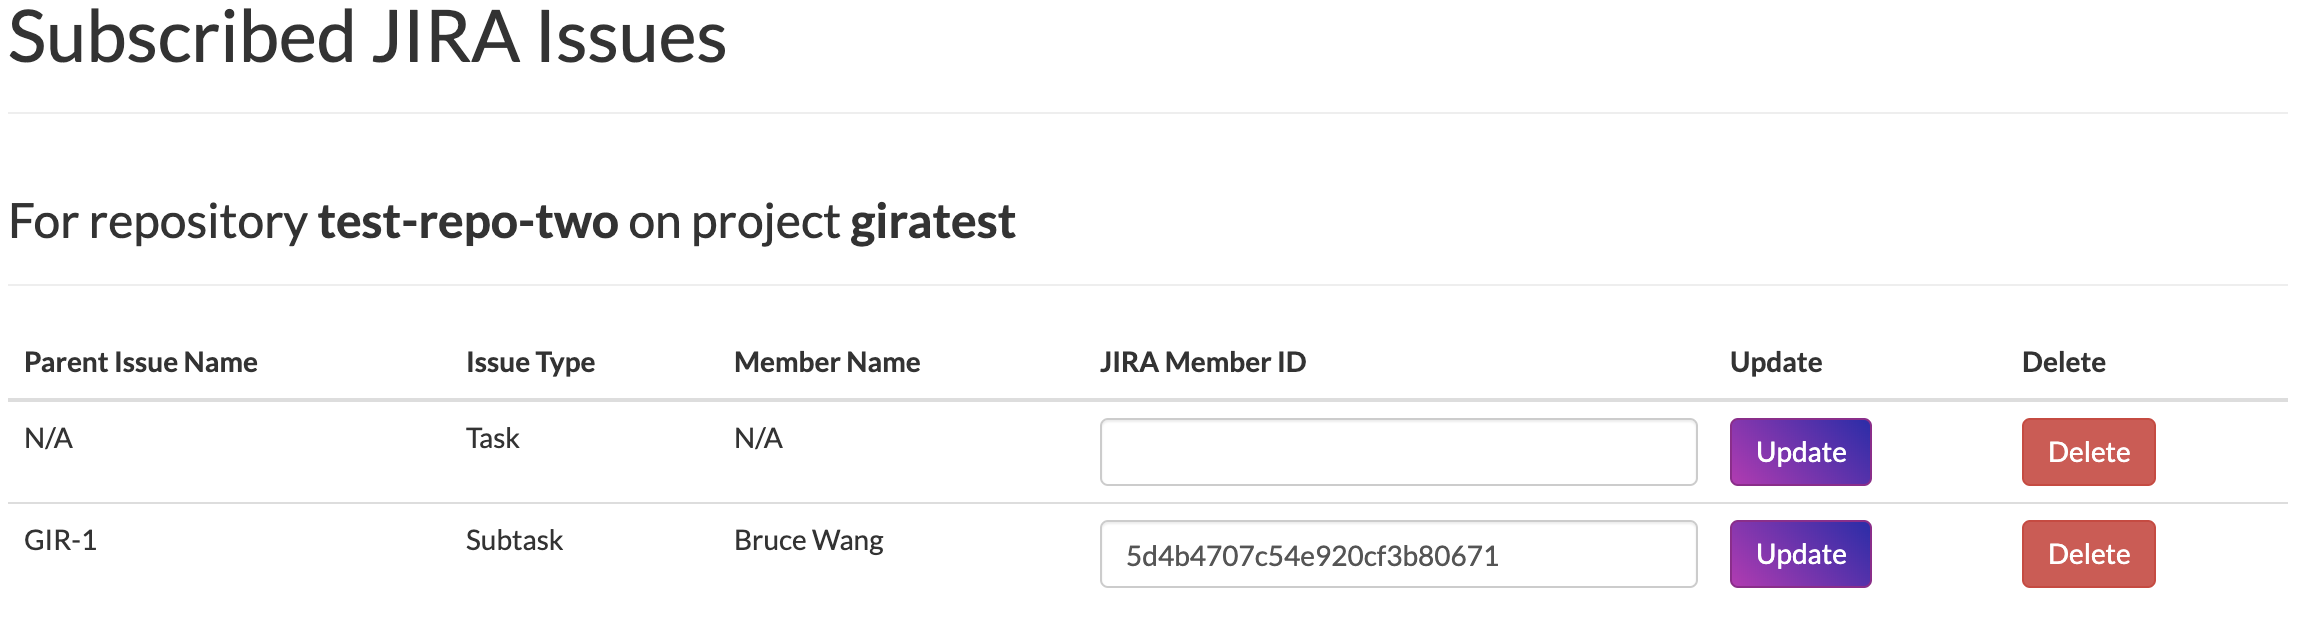 Subscribed JIRA Issues
For repository test-repo-two on project giratest
Parent Issue Name Issue Type Member Name JIRA Member ID Update Delete
N/A Task N/A Update Delete
GIR-1 Subtask Bruce Wang 5d4b4707c54e920cf3b80671 Update Delete